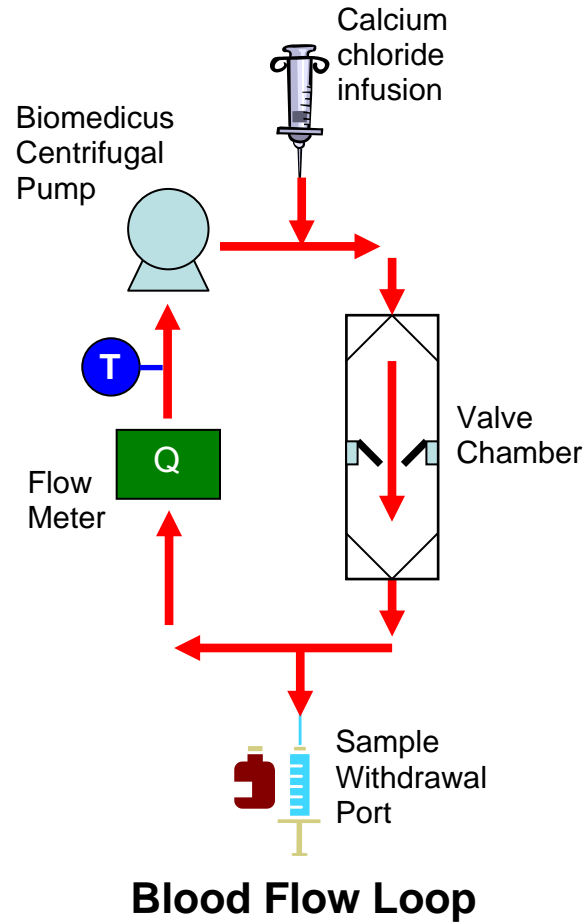 Calcium
chloride
infusion
Biomedicus
Centrifugal
Pump
T
Q
Flow
Meter
Valve
Chamber
Sample
Withdrawal
Port
Blood Flow Loop